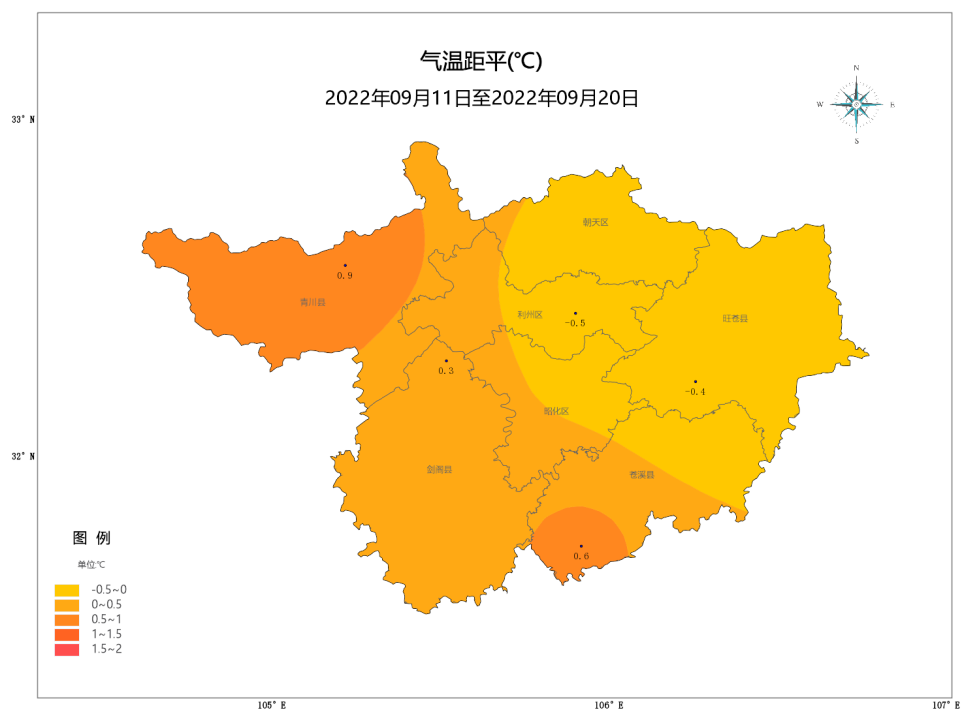 气温距平(℃)
2022年09月11日至2022年09月20日
N
W
E
S
33° N
朝天区
0.9
青川县
利州区
-0.5
旺苍县
0.3
-0.4
昭化区
32° N
剑阁县
苍溪县
0.6
图 例
单位:℃
-0.5~0
0~0.5
0.5~1
1~1.5
1.5~2
105° E
106° E
107° E